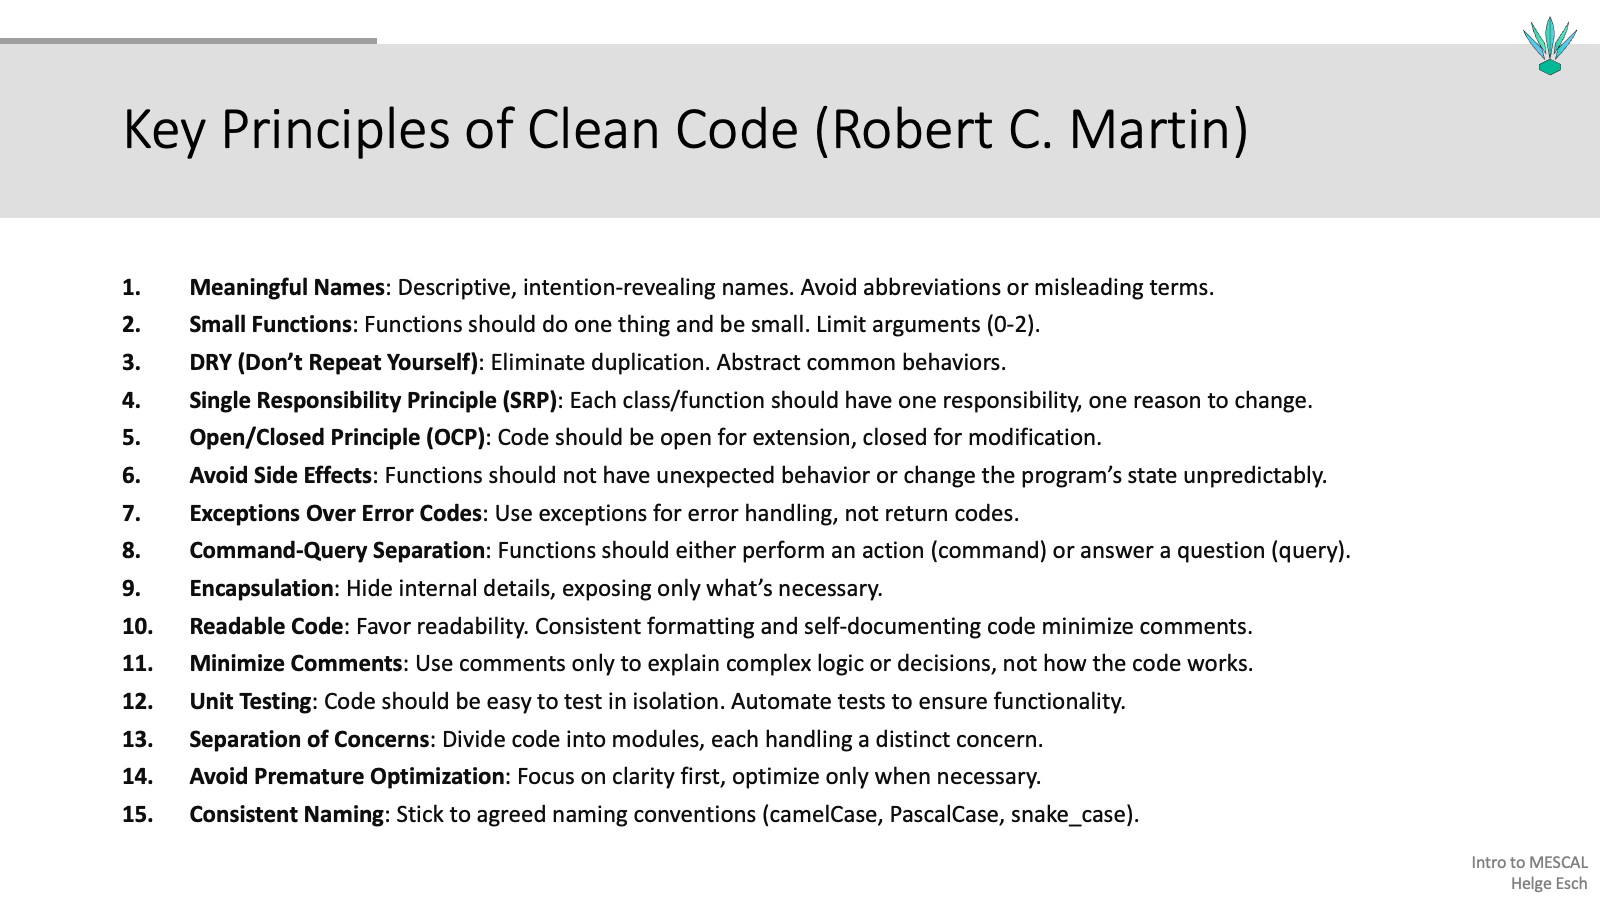 Key Principles of Clean Code (Robert C. Martin)
1. Meaningful Names: Descriptive, intention-revealing names. Avoid abbreviations or misleading terms.
2. Small Functions: Functions should do one thing and be small. Limit arguments (0-2).
3. DRY (Don’t Repeat Yourself): Eliminate duplication. Abstract common behaviors.
4. Single Responsibility Principle (SRP): Each class/function should have one responsibility, one reason to change.
5. Open/Closed Principle (OCP): Code should be open for extension, closed for modification.
6. Avoid Side Effects: Functions should not have unexpected behavior or change the program’s state unpredictably.
7. Exceptions Over Error Codes: Use exceptions for error handling, not return codes.
8. Command-Query Separation: Functions should either perform an action (command) or answer a question (query).
9. Encapsulation: Hide internal details, exposing only what’s necessary.
10. Readable Code: Favor readability. Consistent formatting and self-documenting code minimize comments.
11. Minimize Comments: Use comments only to explain complex logic or decisions, not how the code works.
12. Unit Testing: Code should be easy to test in isolation. Automate tests to ensure functionality.
13. Separation of Concerns: Divide code into modules, each handling a distinct concern.
14. Avoid Premature Optimization: Focus on clarity first, optimize only when necessary.
15. Consistent Naming: Stick to agreed naming conventions (camelCase, PascalCase, snake_case).
Intro to MESCAL
Helge Esch